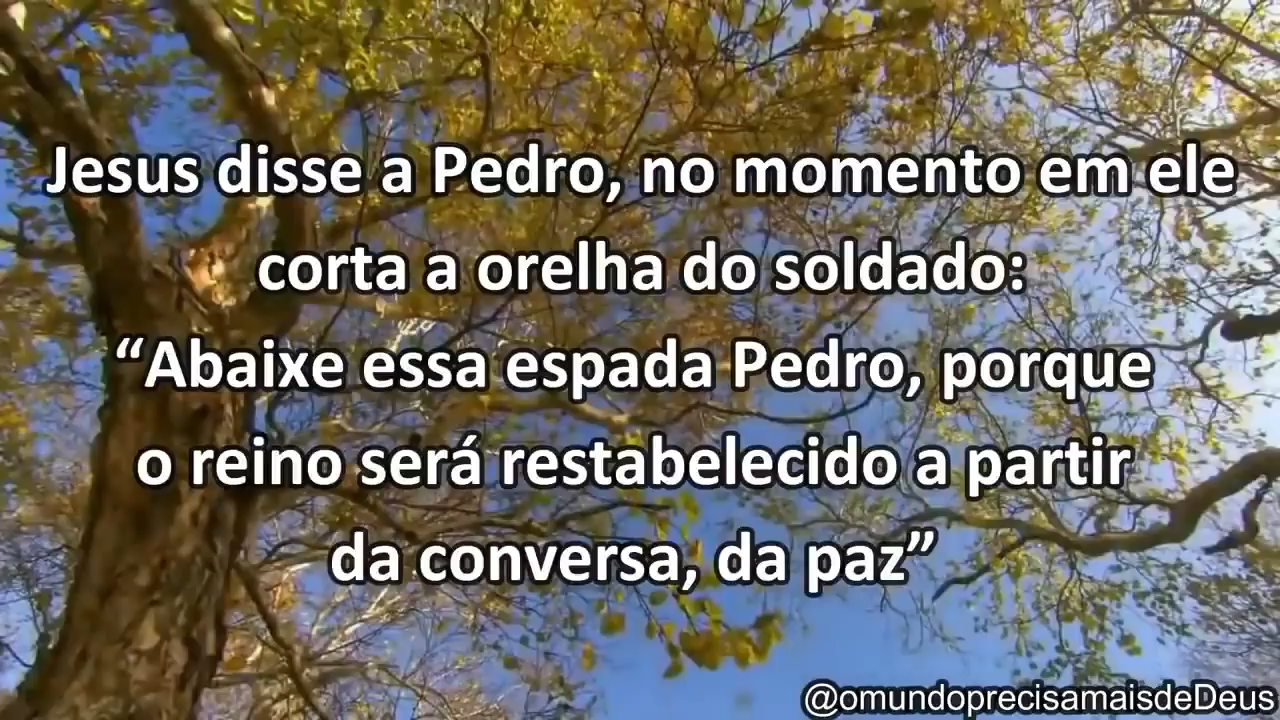 Jesus disse a Pedro, no momento em ele
corta a orelha do soldado:
“Abaixe essa espada Pedro, porque
o reino será restabelecido a partir
da conversa, da paz”
@omundoprecisamaisdeDeus